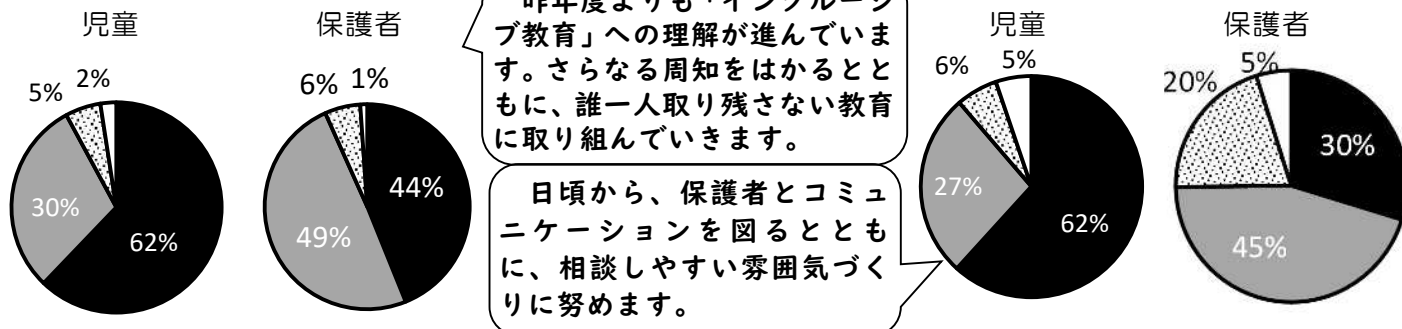 児童
5%
2%
30%
62%
保護者
6%
1%
44%
49%
昨年度よりも「インクルーシ
ブ教育」への理解が進んでいま
す。さらなる周知をはかるとと
もに、誰一人取り残さない教育
に取り組んでいきます。
日頃から、保護者とコミュ
ニケーションを図るととも
に、相談しやすい雰囲気づく
りに努めます。
児童
6%
5%
27%
62%
保護者
20%
5%
30%
45%